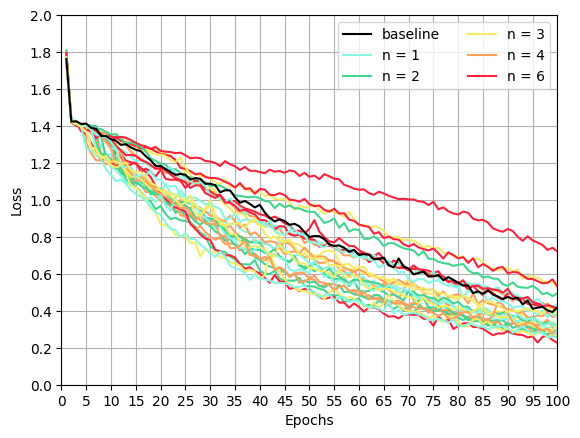 2.0
1.8
1.6
1.4
1.2
1.0
0.8
0.6
0.4
0.2
0.0
Loss
baseline
n = 1
n = 2
n = 3
n = 4
n = 6
0 5 10 15 20 25 30 35 40 45 50 55 60 65 70 75 80 85 90 95 100
Epochs